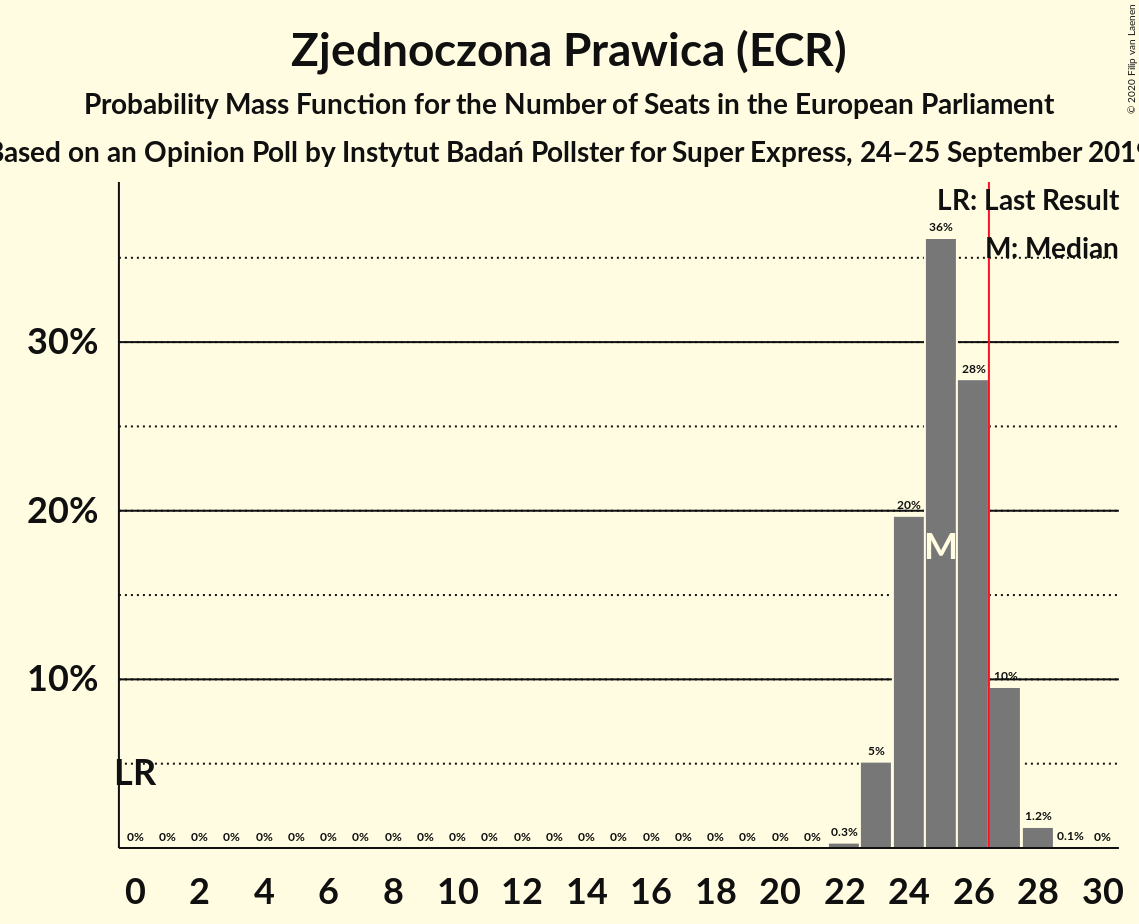 Zjednoczona Prawica (ECR)
Probability Mass Function for the Number of Seats in the European Parliament
Based on an Opinion Poll by Instytut Badań Pollster for Super Express, 24–25 September 2019
© 2020 Filip van Laenen
LR: Last Result
M: Median
36%
30%
28%
20%
20%
M
10%
10%
5%
LR
1.2%
0% 0% 0% 0% 0% 0% 0% 0% 0% 0% 0% 0% 0% 0% 0% 0% 0% 0% 0% 0% 0% 0% 0.3% 0.1% 0%
0 2 4 6 8 10 12 14 16 18 20 22 24 26 28 30